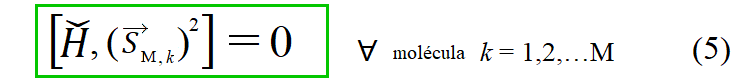 [H̆, (S⃗_{M,k})²] = 0 ∀ molécula k = 1,2,…M (5)